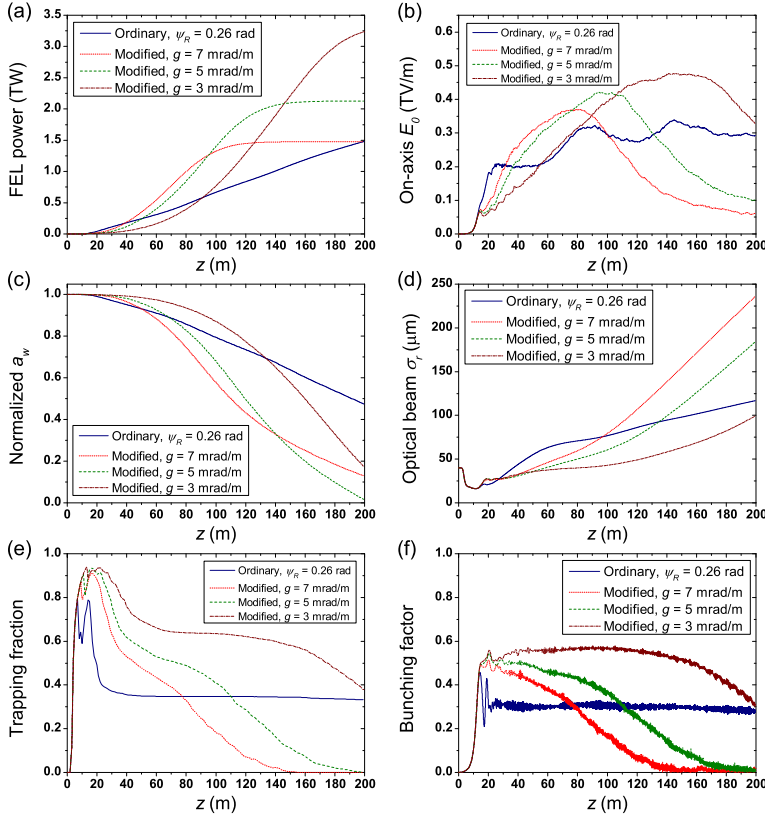 (a)
Ordinary, ψR = 0.26 rad
Modified, g = 7 mrad/m
Modified, g = 5 mrad/m
Modified, g = 3 mrad/m
FEL power (TW)
3.5
3.0
2.5
2.0
1.5
1.0
0.5
0.0
0 20 40 60 80 100 120 140 160 180 200
z (m)
(b)
Ordinary, ψR = 0.26 rad
Modified, g = 7 mrad/m
Modified, g = 5 mrad/m
Modified, g = 3 mrad/m
On-axis E0 (TV/m)
0.6
0.5
0.4
0.3
0.2
0.1
0.0
0 20 40 60 80 100 120 140 160 180 200
z (m)
(c)
Normalized aw
1.0
0.8
0.6
0.4
0.2
0.0
Ordinary, ψR = 0.26 rad
Modified, g = 7 mrad/m
Modified, g = 5 mrad/m
Modified, g = 3 mrad/m
0 20 40 60 80 100 120 140 160 180 200
z (m)
(d)
Ordinary, ψR = 0.26 rad
Modified, g = 7 mrad/m
Modified, g = 5 mrad/m
Modified, g = 3 mrad/m
Optical beam σr (μm)
250
200
150
100
50
0
0 20 40 60 80 100 120 140 160 180 200
z (m)
(e)
Ordinary, ψR = 0.26 rad
Modified, g = 7 mrad/m
Modified, g = 5 mrad/m
Modified, g = 3 mrad/m
Trapping fraction
1.0
0.8
0.6
0.4
0.2
0.0
0 20 40 60 80 100 120 140 160 180 200
z (m)
(f)
Ordinary, ψR = 0.26 rad
Modified, g = 7 mrad/m
Modified, g = 5 mrad/m
Modified, g = 3 mrad/m
Bunching factor
1.0
0.8
0.6
0.4
0.2
0.0
0 20 40 60 80 100 120 140 160 180 200
z (m)